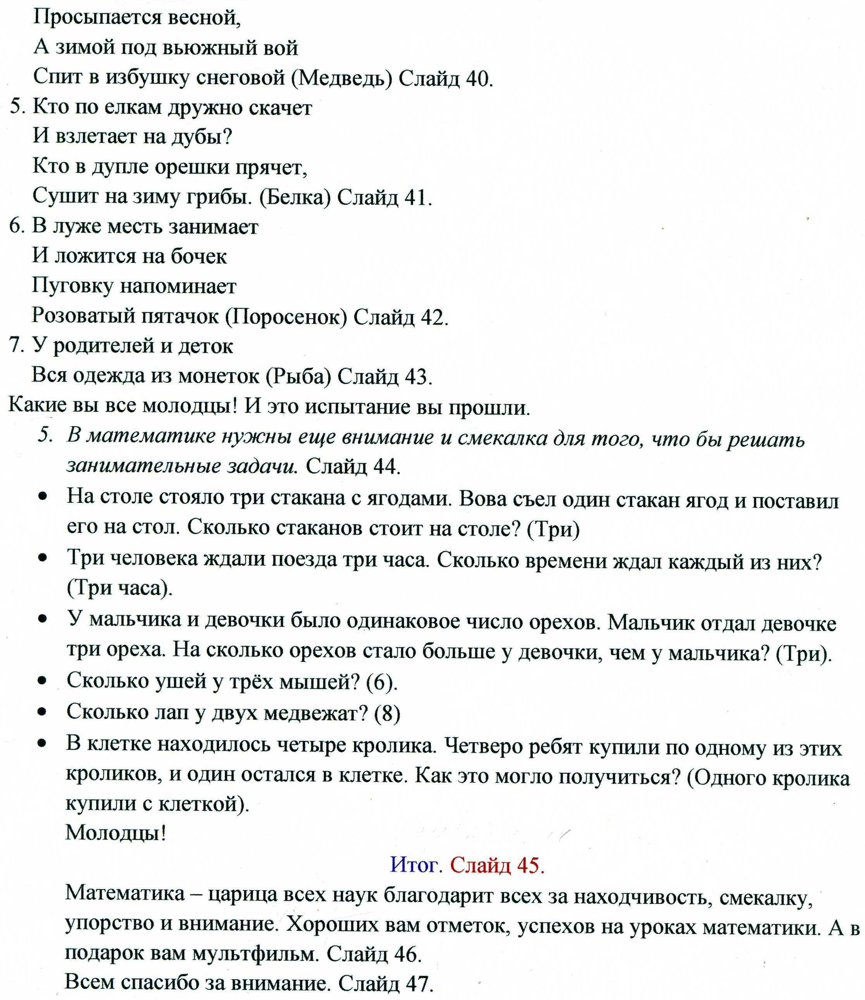 Просыпается весной,
А зимой под вьюжный вой
Спит в избушку снеговой (Медведь) Слайд 40.
5. Кто по елкам дружно скачет
И взлетает на дубы?
Кто в дупле орешки прячет,
Сушит на зиму грибы. (Белка) Слайд 41.
6. В луже месть занимает
И ложится на бочек
Пуговку напоминает
Розоватый пятачок (Поросенок) Слайд 42.
7. У родителей и деток
Вся одежда из монеток (Рыба) Слайд 43.
Какие вы все молодцы! И это испытание вы прошли.
5. В математике нужны еще внимание и смекалка для того, что бы решать
занимательные задачи. Слайд 44.
• На столе стояло три стакана с ягодами. Вова съел один стакан ягод и поставил
его на стол. Сколько стаканов стоит на столе? (Три)
• Три человека ждали поезда три часа. Сколько времени ждал каждый из них?
(Три часа).
• У мальчика и девочки было одинаковое число орехов. Мальчик отдал девочке
три ореха. На сколько орехов стало больше у девочки, чем у мальчика? (Три).
• Сколько ушей у трёх мышей? (6).
• Сколько лап у двух медвежат? (8)
• В клетке находилось четыре кролика. Четверо ребят купили по одному из этих
кроликов, и один остался в клетке. Как это могло получиться? (Одного кролика
купили с клеткой).
Молодцы!
Итог. Слайд 45.
Математика – царица всех наук благодарит всех за находчивость, смекалку,
упорство и внимание. Хороших вам отметок, успехов на уроках математики. А в
подарок вам мультфильм. Слайд 46.
Всем спасибо за внимание. Слайд 47.